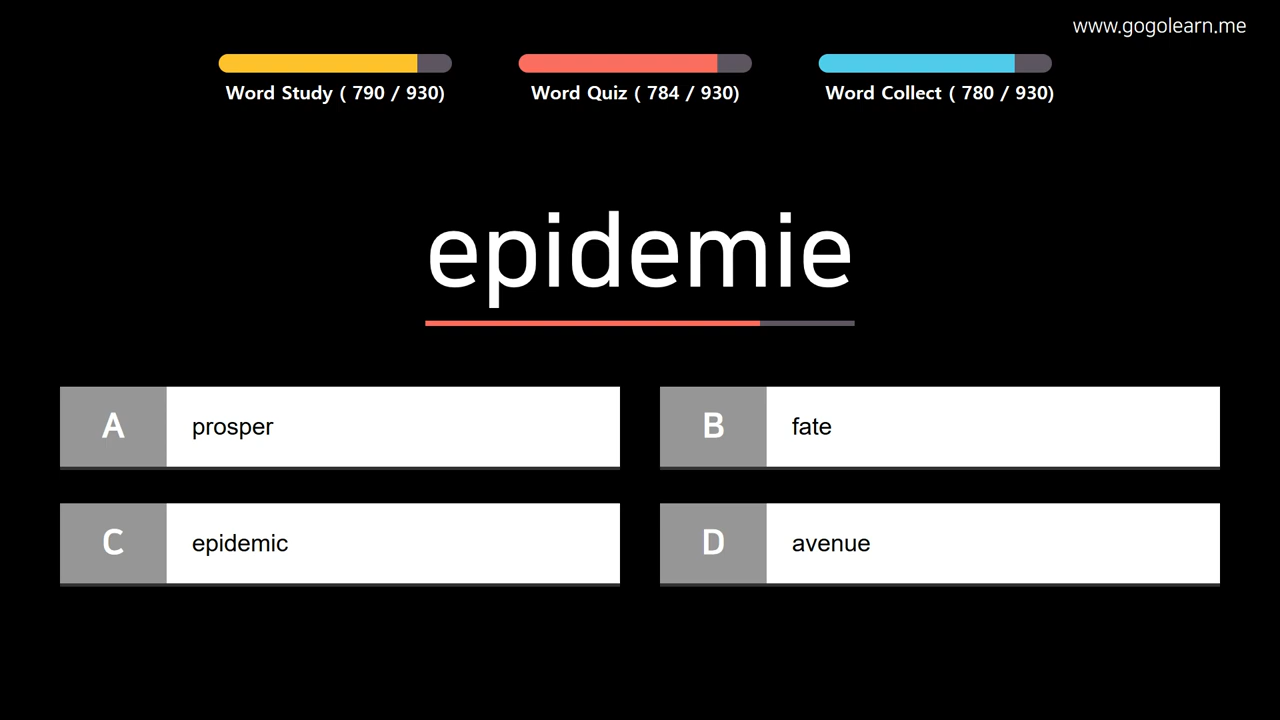 www.gogolearn.me
Word Study ( 790 / 930)
Word Quiz ( 784 / 930)
Word Collect ( 780 / 930)
epidemie
A
prosper
B
fate
C
epidemic
D
avenue